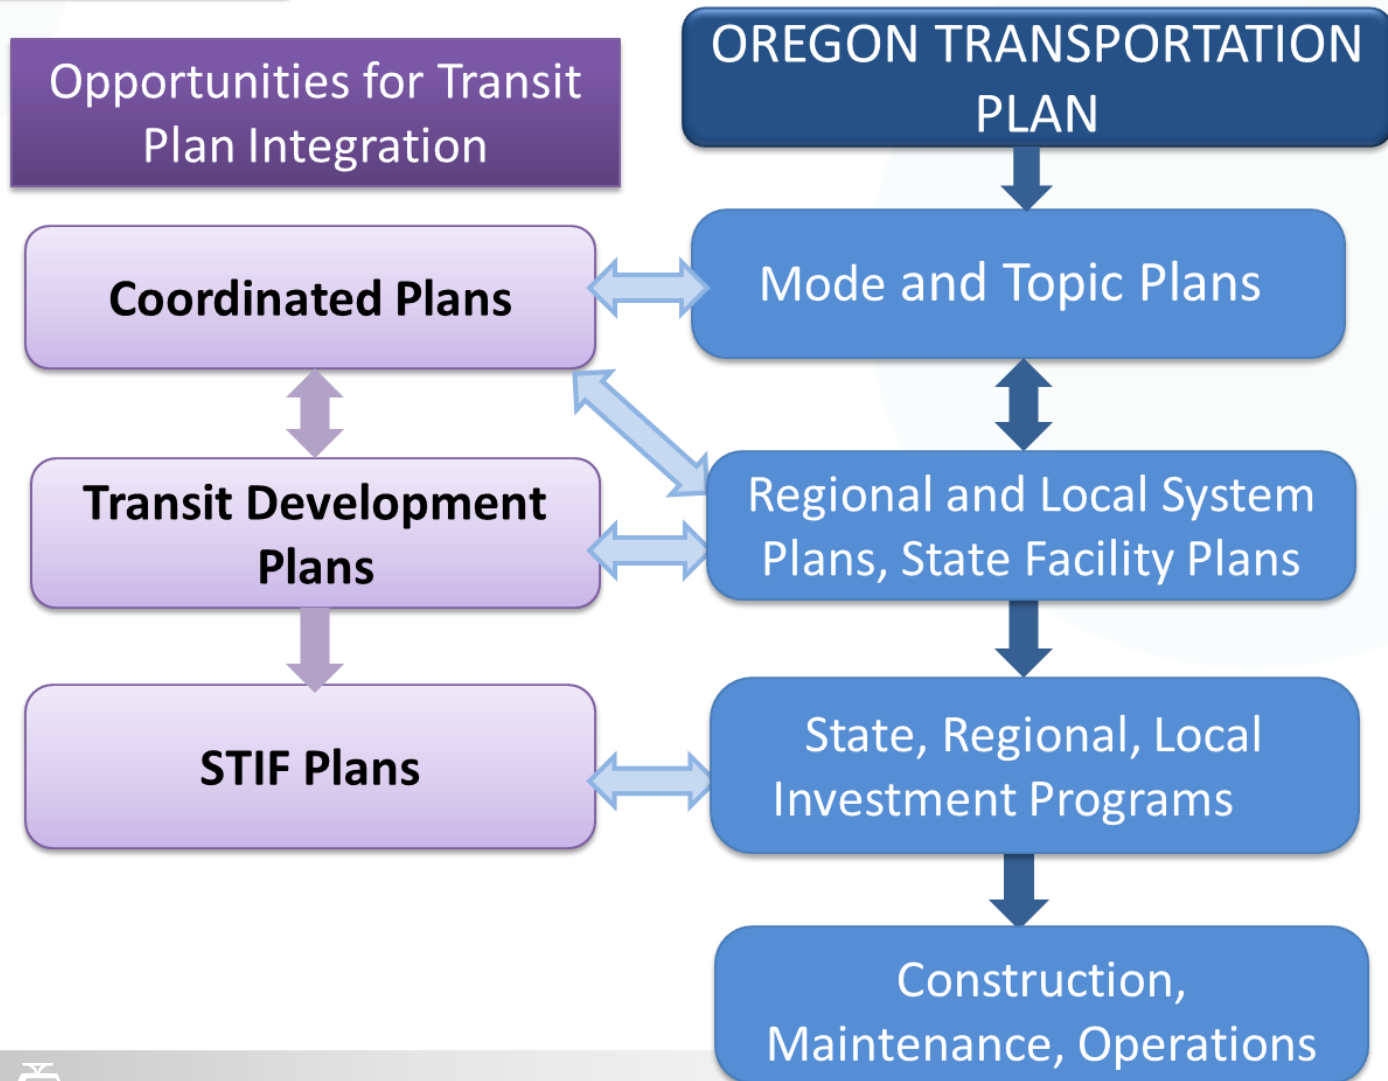 Opportunities for Transit
Plan Integration
OREGON TRANSPORTATION
PLAN
Coordinated Plans
Mode and Topic Plans
Transit Development
Plans
Regional and Local System
Plans, State Facility Plans
STIF Plans
State, Regional, Local
Investment Programs
Construction,
Maintenance, Operations